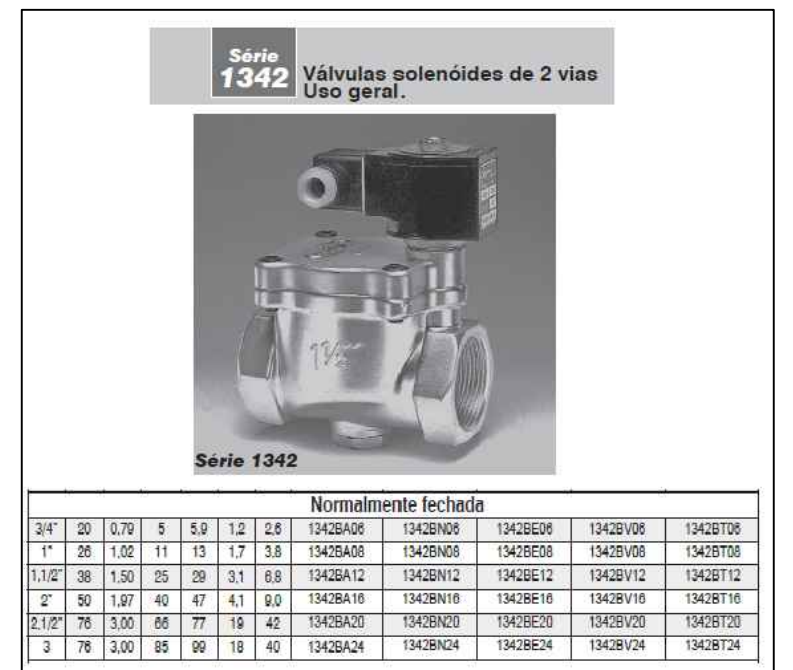 Série
1342
Válvulas solenóides de 2 vias
Uso geral.
1½"
Série 1342
Normalmente fechada
3/4" 20 0,79 5 5,9 1,2 2,6 1342BA06 1342BN06 1342BE06 1342BV06 1342BT06
1" 26 1,02 11 13 1,7 3,8 1342BA08 1342BN08 1342BE08 1342BV08 1342BT08
1,1/2" 38 1,50 25 29 3,1 6,8 1342BA12 1342BN12 1342BE12 1342BV12 1342BT12
2" 50 1,97 40 47 4,1 9,0 1342BA16 1342BN16 1342BE16 1342BV16 1342BT16
2,1/2" 76 3,00 66 77 19 42 1342BA20 1342BN20 1342BE20 1342BV20 1342BT20
3 76 3,00 85 99 18 40 1342BA24 1342BN24 1342BE24 1342BV24 1342BT24